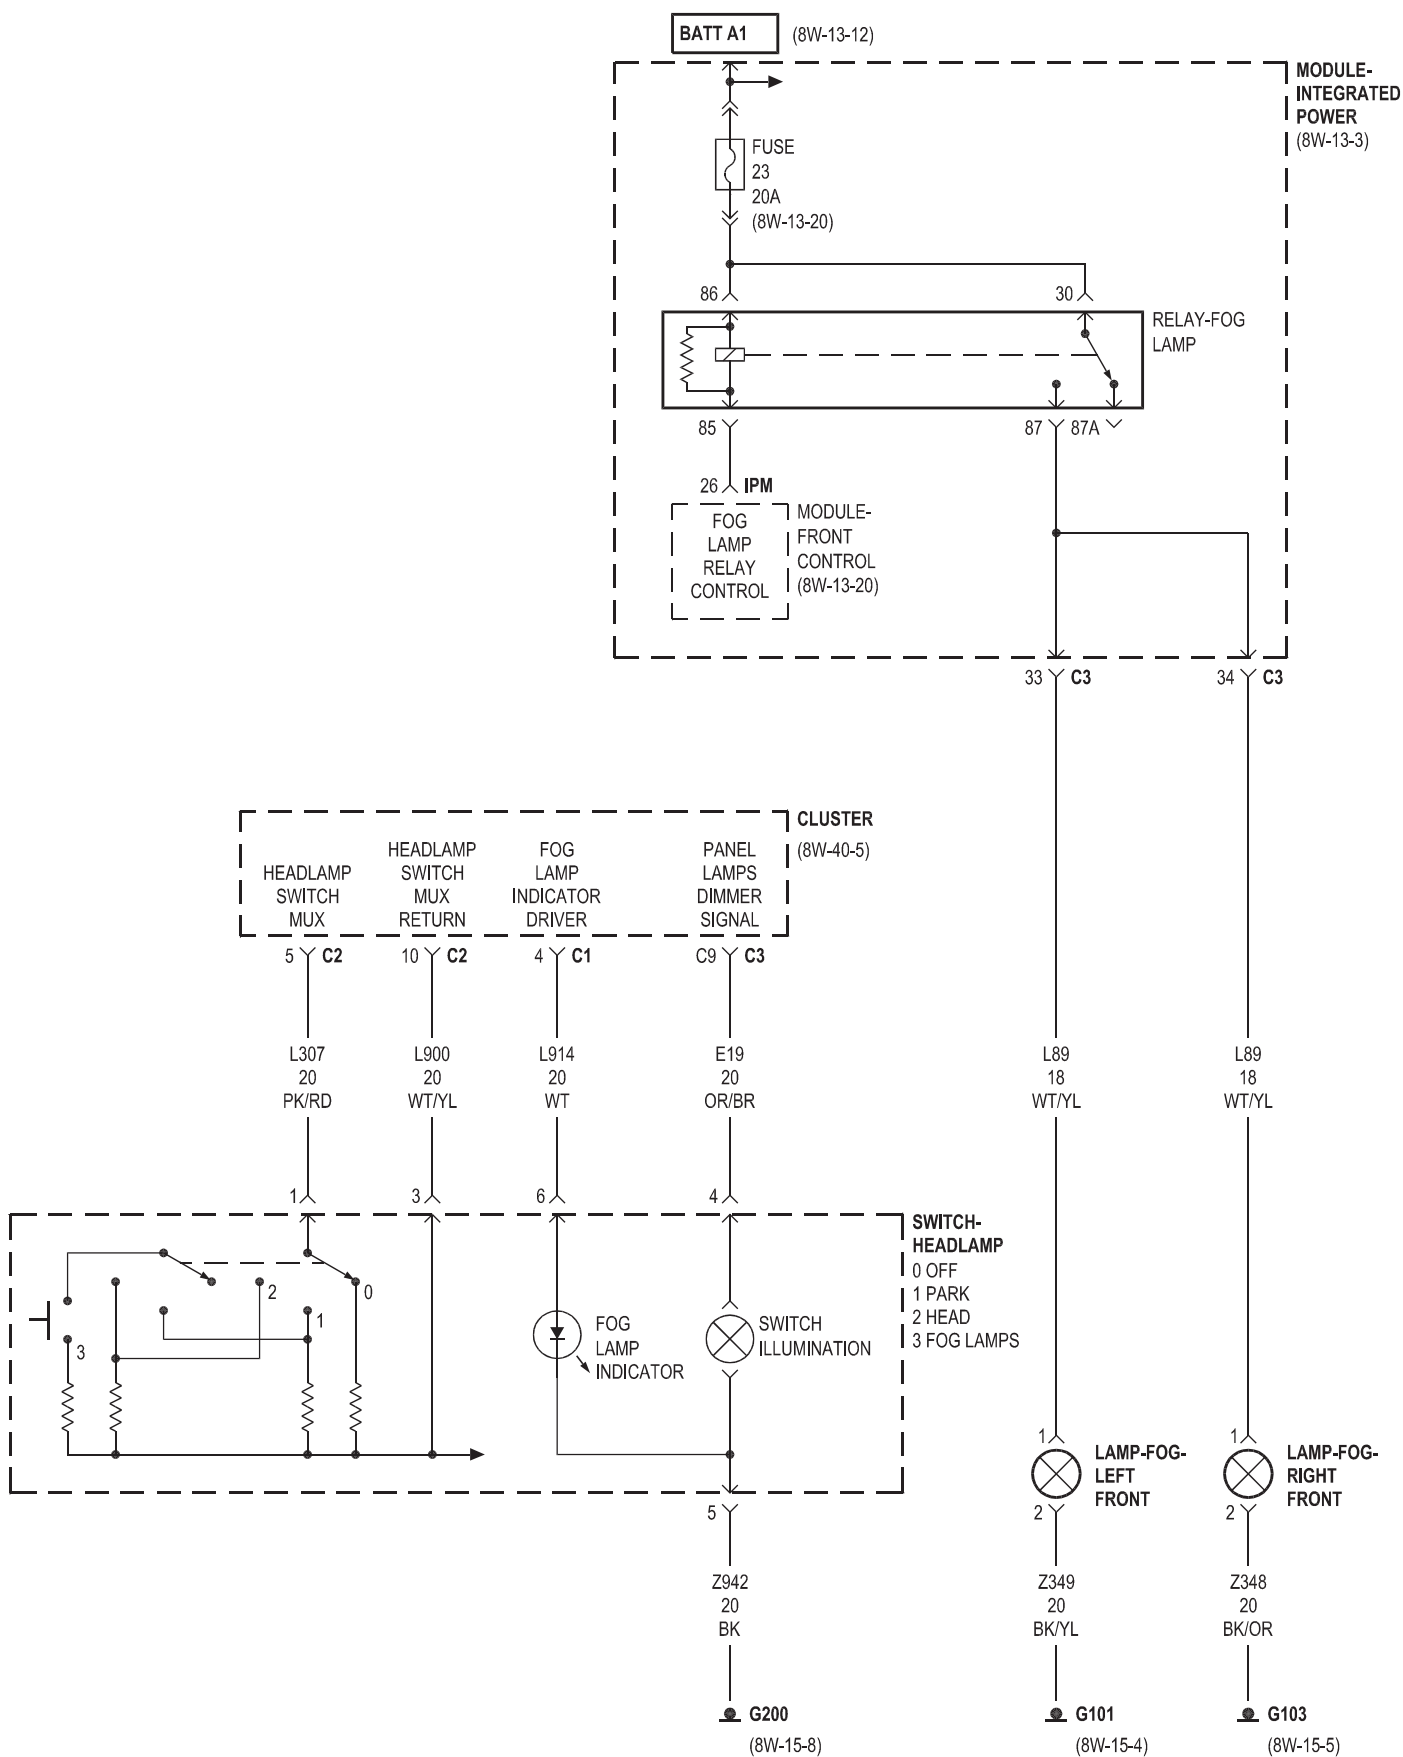 BATT A1 (8W-13-12)
MODULE-
INTEGRATED
POWER
(8W-13-3)
FUSE
23
20A
(8W-13-20)
86
30
RELAY-FOG
LAMP
85
87
87A
26 IPM
FOG
LAMP
RELAY
CONTROL
MODULE-
FRONT
CONTROL
(8W-13-20)
33 C3
34 C3
CLUSTER
(8W-40-5)
HEADLAMP
SWITCH
MUX
HEADLAMP
SWITCH
MUX
RETURN
FOG
LAMP
INDICATOR
DRIVER
PANEL
LAMPS
DIMMER
SIGNAL
5 C2
10 C2
4 C1
C9 C3
L307
20
PK/RD
L900
20
WT/YL
L914
20
WT
E19
20
OR/BR
L89
18
WT/YL
L89
18
WT/YL
1
3
6
4
SWITCH-
HEADLAMP
0 OFF
1 PARK
2 HEAD
3 FOG LAMPS
2
0
1
3
FOG
LAMP
INDICATOR
SWITCH
ILLUMINATION
1
LAMP-FOG-
LEFT
FRONT
2
1
LAMP-FOG-
RIGHT
FRONT
2
5
Z942
20
BK
Z349
20
BK/YL
Z348
20
BK/OR
G200
(8W-15-8)
G101
(8W-15-4)
G103
(8W-15-5)